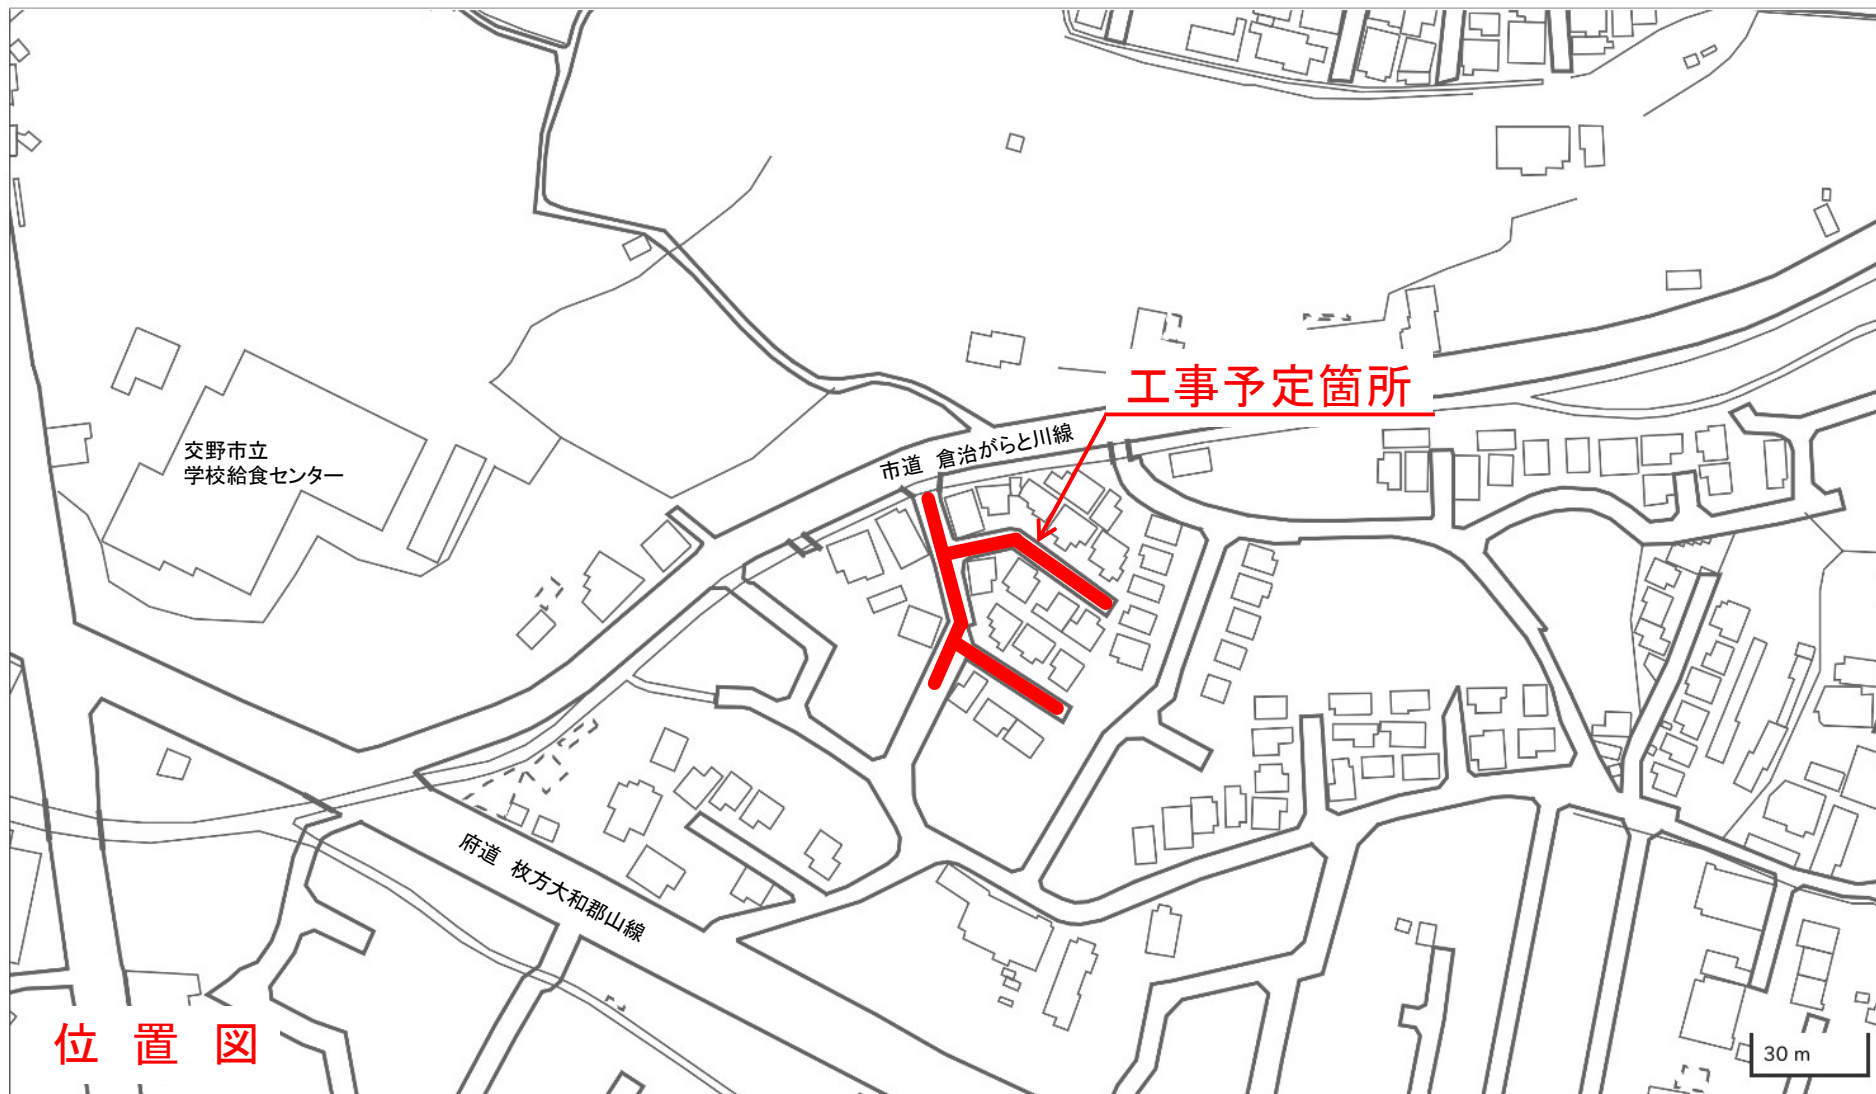 工事予定箇所
市道 倉治がらと川線
交野市立
学校給食センター
府道 枚方大和郡山線
位 置 図
30 m